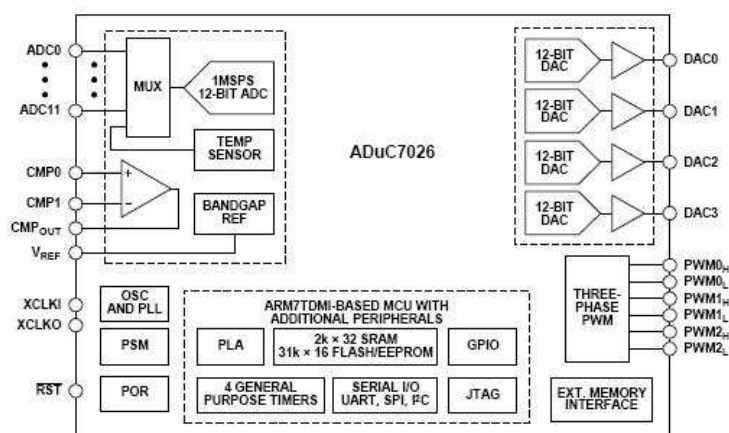 ADC0
ADC11
CMP0
CMP1
CMPOUT
VREF
XCLKI
XCLKO
RST
MUX
1MSPS
12-BIT ADC
TEMP
SENSOR
BANDGAP
REF
OSC
AND PLL
PSM
POR
ADuC7026
ARM7TDMI-BASED MCU WITH
ADDITIONAL PERIPHERALS
PLA
2k × 32 SRAM
31k × 16 FLASH/EEPROM
GPIO
4 GENERAL
PURPOSE TIMERS
SERIAL I/O
UART, SPI, I²C
JTAG
12-BIT
DAC
12-BIT
DAC
12-BIT
DAC
12-BIT
DAC
DAC0
DAC1
DAC2
DAC3
THREE-
PHASE
PWM
PWM0H
PWM0L
PWM1H
PWM1L
PWM2H
PWM2L
EXT. MEMORY
INTERFACE